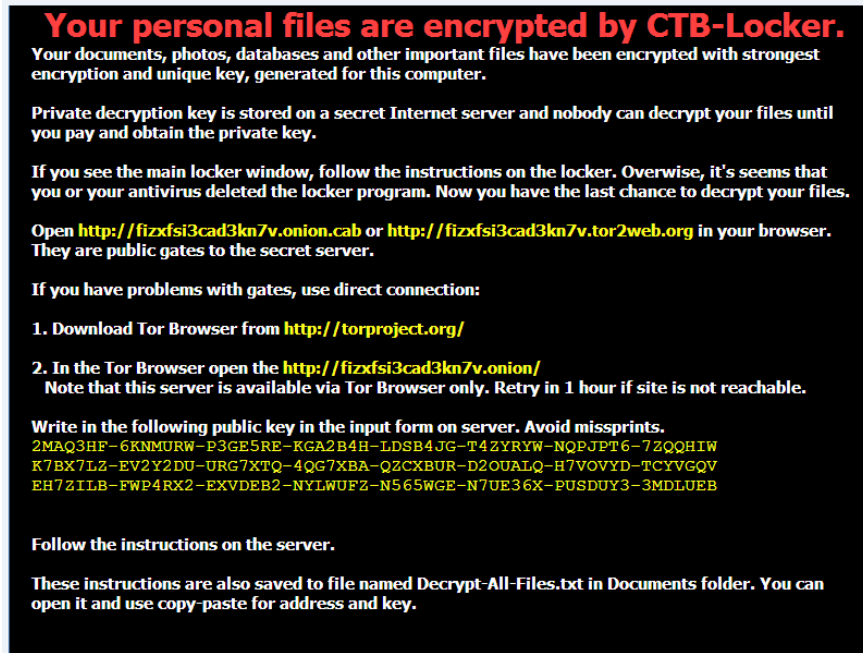 Your personal files are encrypted by CTB-Locker.
Your documents, photos, databases and other important files have been encrypted with strongest
encryption and unique key, generated for this computer.
Private decryption key is stored on a secret Internet server and nobody can decrypt your files until
you pay and obtain the private key.
If you see the main locker window, follow the instructions on the locker. Overwise, it's seems that
you or your antivirus deleted the locker program. Now you have the last chance to decrypt your files.
Open http://fizxfsi3cad3kn7v.onion.cab or http://fizxfsi3cad3kn7v.tor2web.org in your browser.
They are public gates to the secret server.
If you have problems with gates, use direct connection:
1. Download Tor Browser from http://torproject.org/
2. In the Tor Browser open the http://fizxfsi3cad3kn7v.onion/
Note that this server is available via Tor Browser only. Retry in 1 hour if site is not reachable.
Write in the following public key in the input form on server. Avoid missprints.
2MAQ3HF-6KNMURW-P3GE5RE-KGA2B4H-LDSB4JG-T4ZYRYW-NQPJPT6-7ZQQHIW
K7BX7LZ-EV2Y2DU-URG7XTQ-4QG7XBA-QZCXBUR-D2OUALQ-H7VOVYD-TCYVGQV
EH7ZILB-FWP4RX2-EXVDEB2-NYLWUFZ-N565WGE-N7UE36X-PUSDUY3-3MDLUEB
Follow the instructions on the server.
These instructions are also saved to file named Decrypt-All-Files.txt in Documents folder. You can
open it and use copy-paste for address and key.